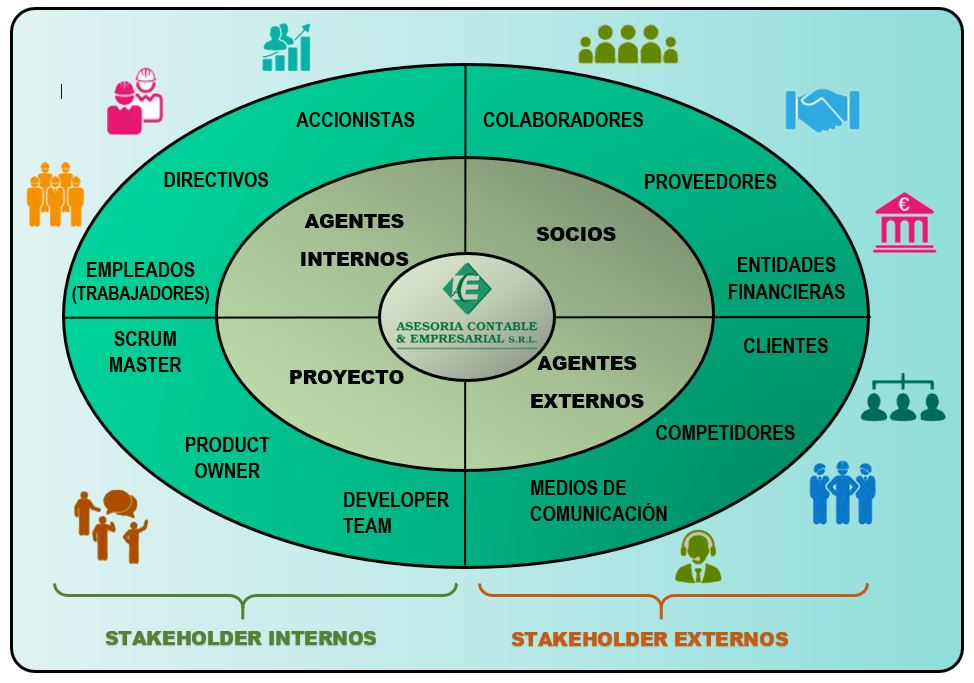 ACCIONISTAS
DIRECTIVOS
EMPLEADOS
(TRABAJADORES)
AGENTES
INTERNOS
COLABORADORES
PROVEEDORES
ENTIDADES
FINANCIERAS
SOCIOS
€
AE
ASESORIA CONTABLE
& EMPRESARIAL S.R.L.
SCRUM
MASTER
PRODUCT
OWNER
DEVELOPER
TEAM
PROYECTO
AGENTES
EXTERNOS
CLIENTES
COMPETIDORES
MEDIOS DE
COMUNICACIÓN
STAKEHOLDER INTERNOS
STAKEHOLDER EXTERNOS